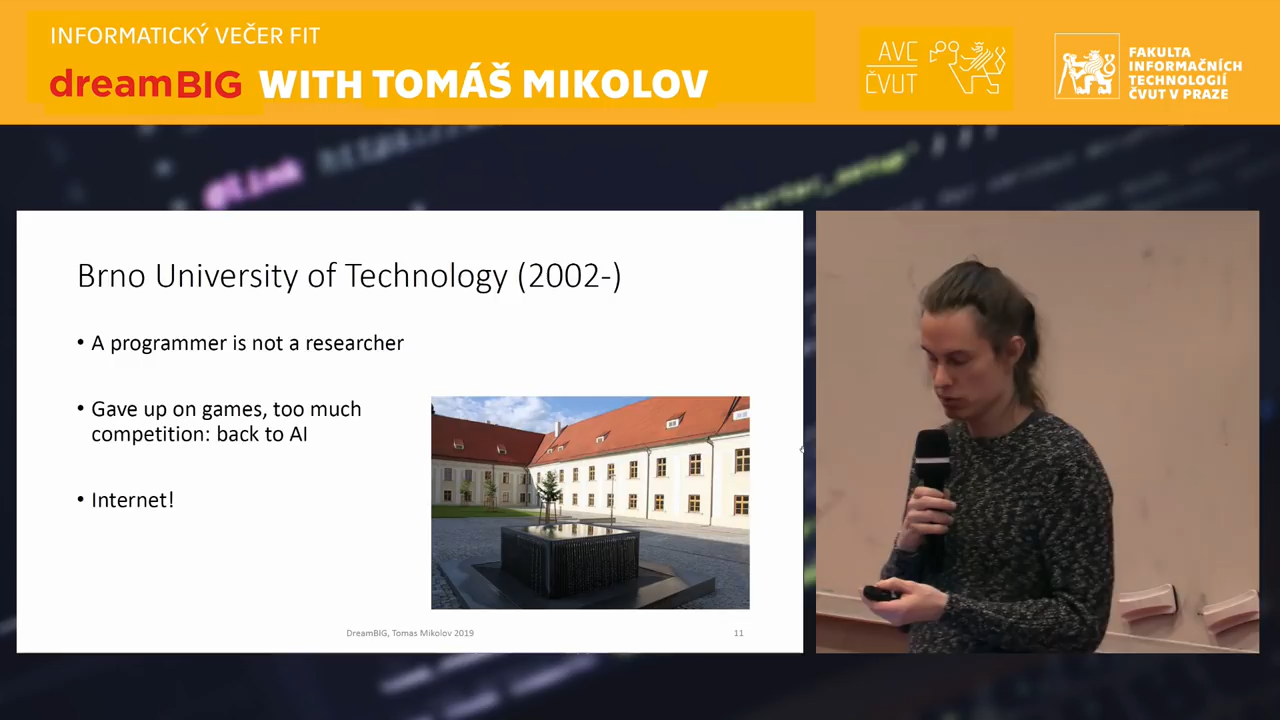 INFORMATICKÝ VEČER FIT
dreamBIG WITH TOMÁŠ MIKOLOV
AVC
ČVUT
FAKULTA
INFORMAČNÍCH
TECHNOLOGIÍ
ČVUT V PRAZE
@link
Brno University of Technology (2002-)
• A programmer is not a researcher
• Gave up on games, too much
competition: back to AI
• Internet!
DreamBIG, Tomas Mikolov 2019
11